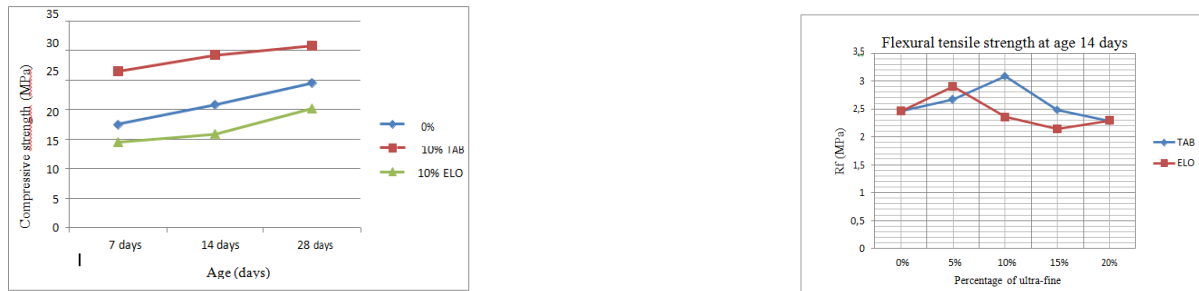 35
30
25
20
15
10
5
0
Compressive strength (MPa)
7 days
14 days
28 days
Age (days)
0%
10% TAB
10% ELO
Flexural tensile strength at age 14 days
3,5
3
2,5
2
1,5
1
0,5
0
Rf (MPa)
0%
5%
10%
15%
20%
Percentage of ultra-fine
TAB
ELO